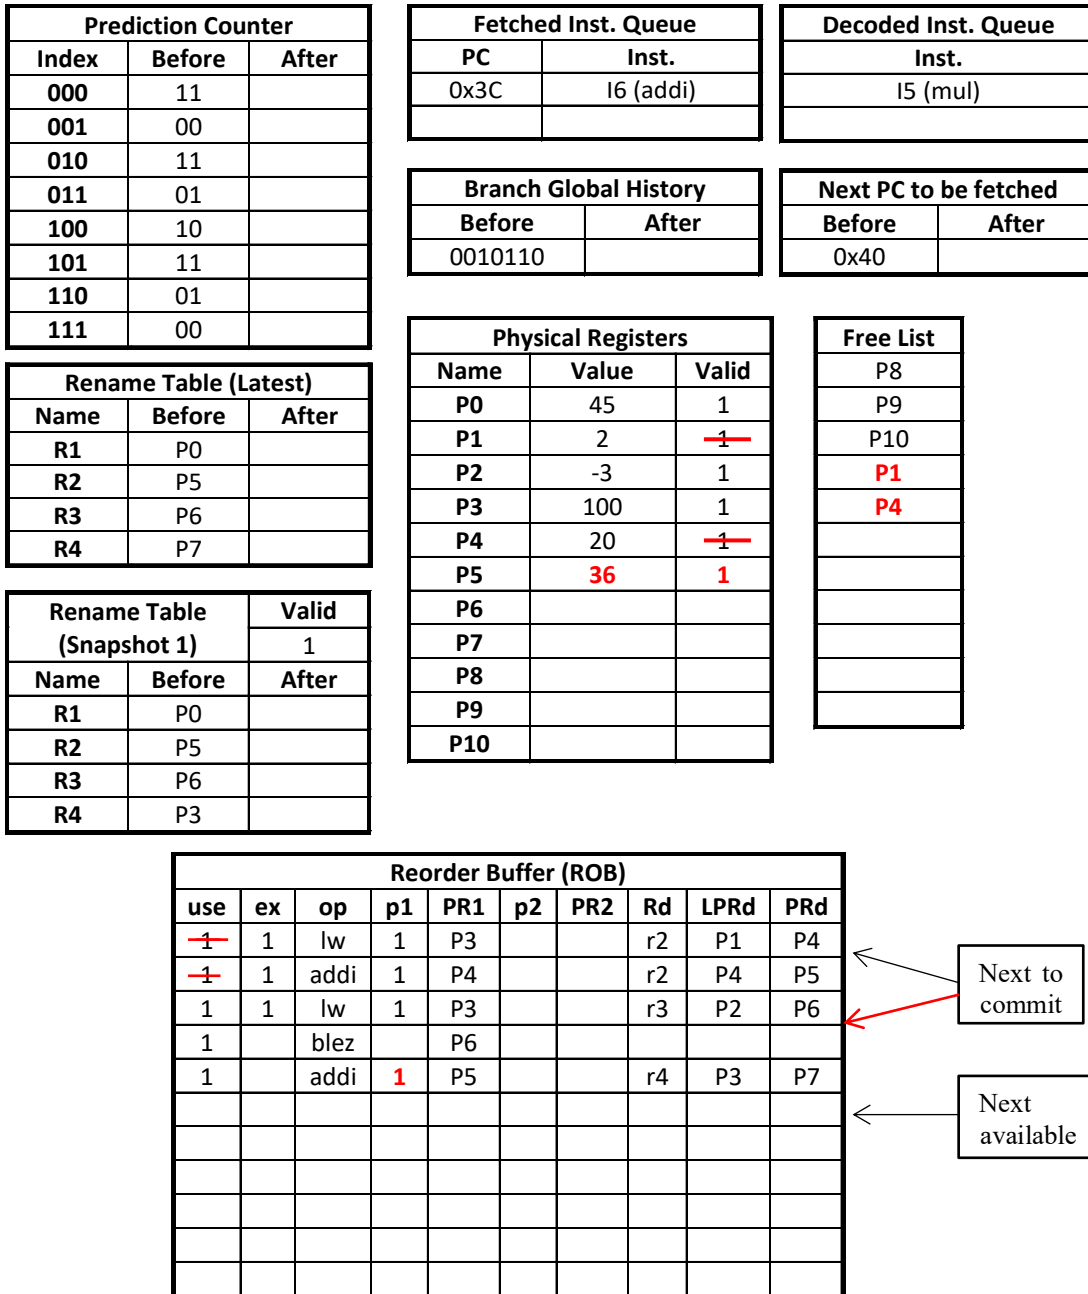 Prediction Counter
Index Before After
000 11
001 00
010 11
011 01
100 10
101 11
110 01
111 00
Fetched Inst. Queue
PC Inst.
0x3C I6 (addi)
Decoded Inst. Queue
Inst.
I5 (mul)
Branch Global History
Before After
0010110
Next PC to be fetched
Before After
0x40
Rename Table (Latest)
Name Before After
R1 P0
R2 P5
R3 P6
R4 P7
Rename Table Valid
(Snapshot 1) 1
Name Before After
R1 P0
R2 P5
R3 P6
R4 P3
Physical Registers
Name Value Valid
P0 45 1
P1 2 1
P2 -3 1
P3 100 1
P4 20 1
P5 36 1
P6
P7
P8
P9
P10
Free List
P8
P9
P10
P1
P4
Reorder Buffer (ROB)
use ex op p1 PR1 p2 PR2 Rd LPRd PRd
1 1 lw 1 P3 r2 P1 P4
1 1 addi 1 P4 r2 P4 P5
1 1 lw 1 P3 r3 P2 P6
1 blez P6
1 addi 1 P5 r4 P3 P7
Next to
commit
Next
available